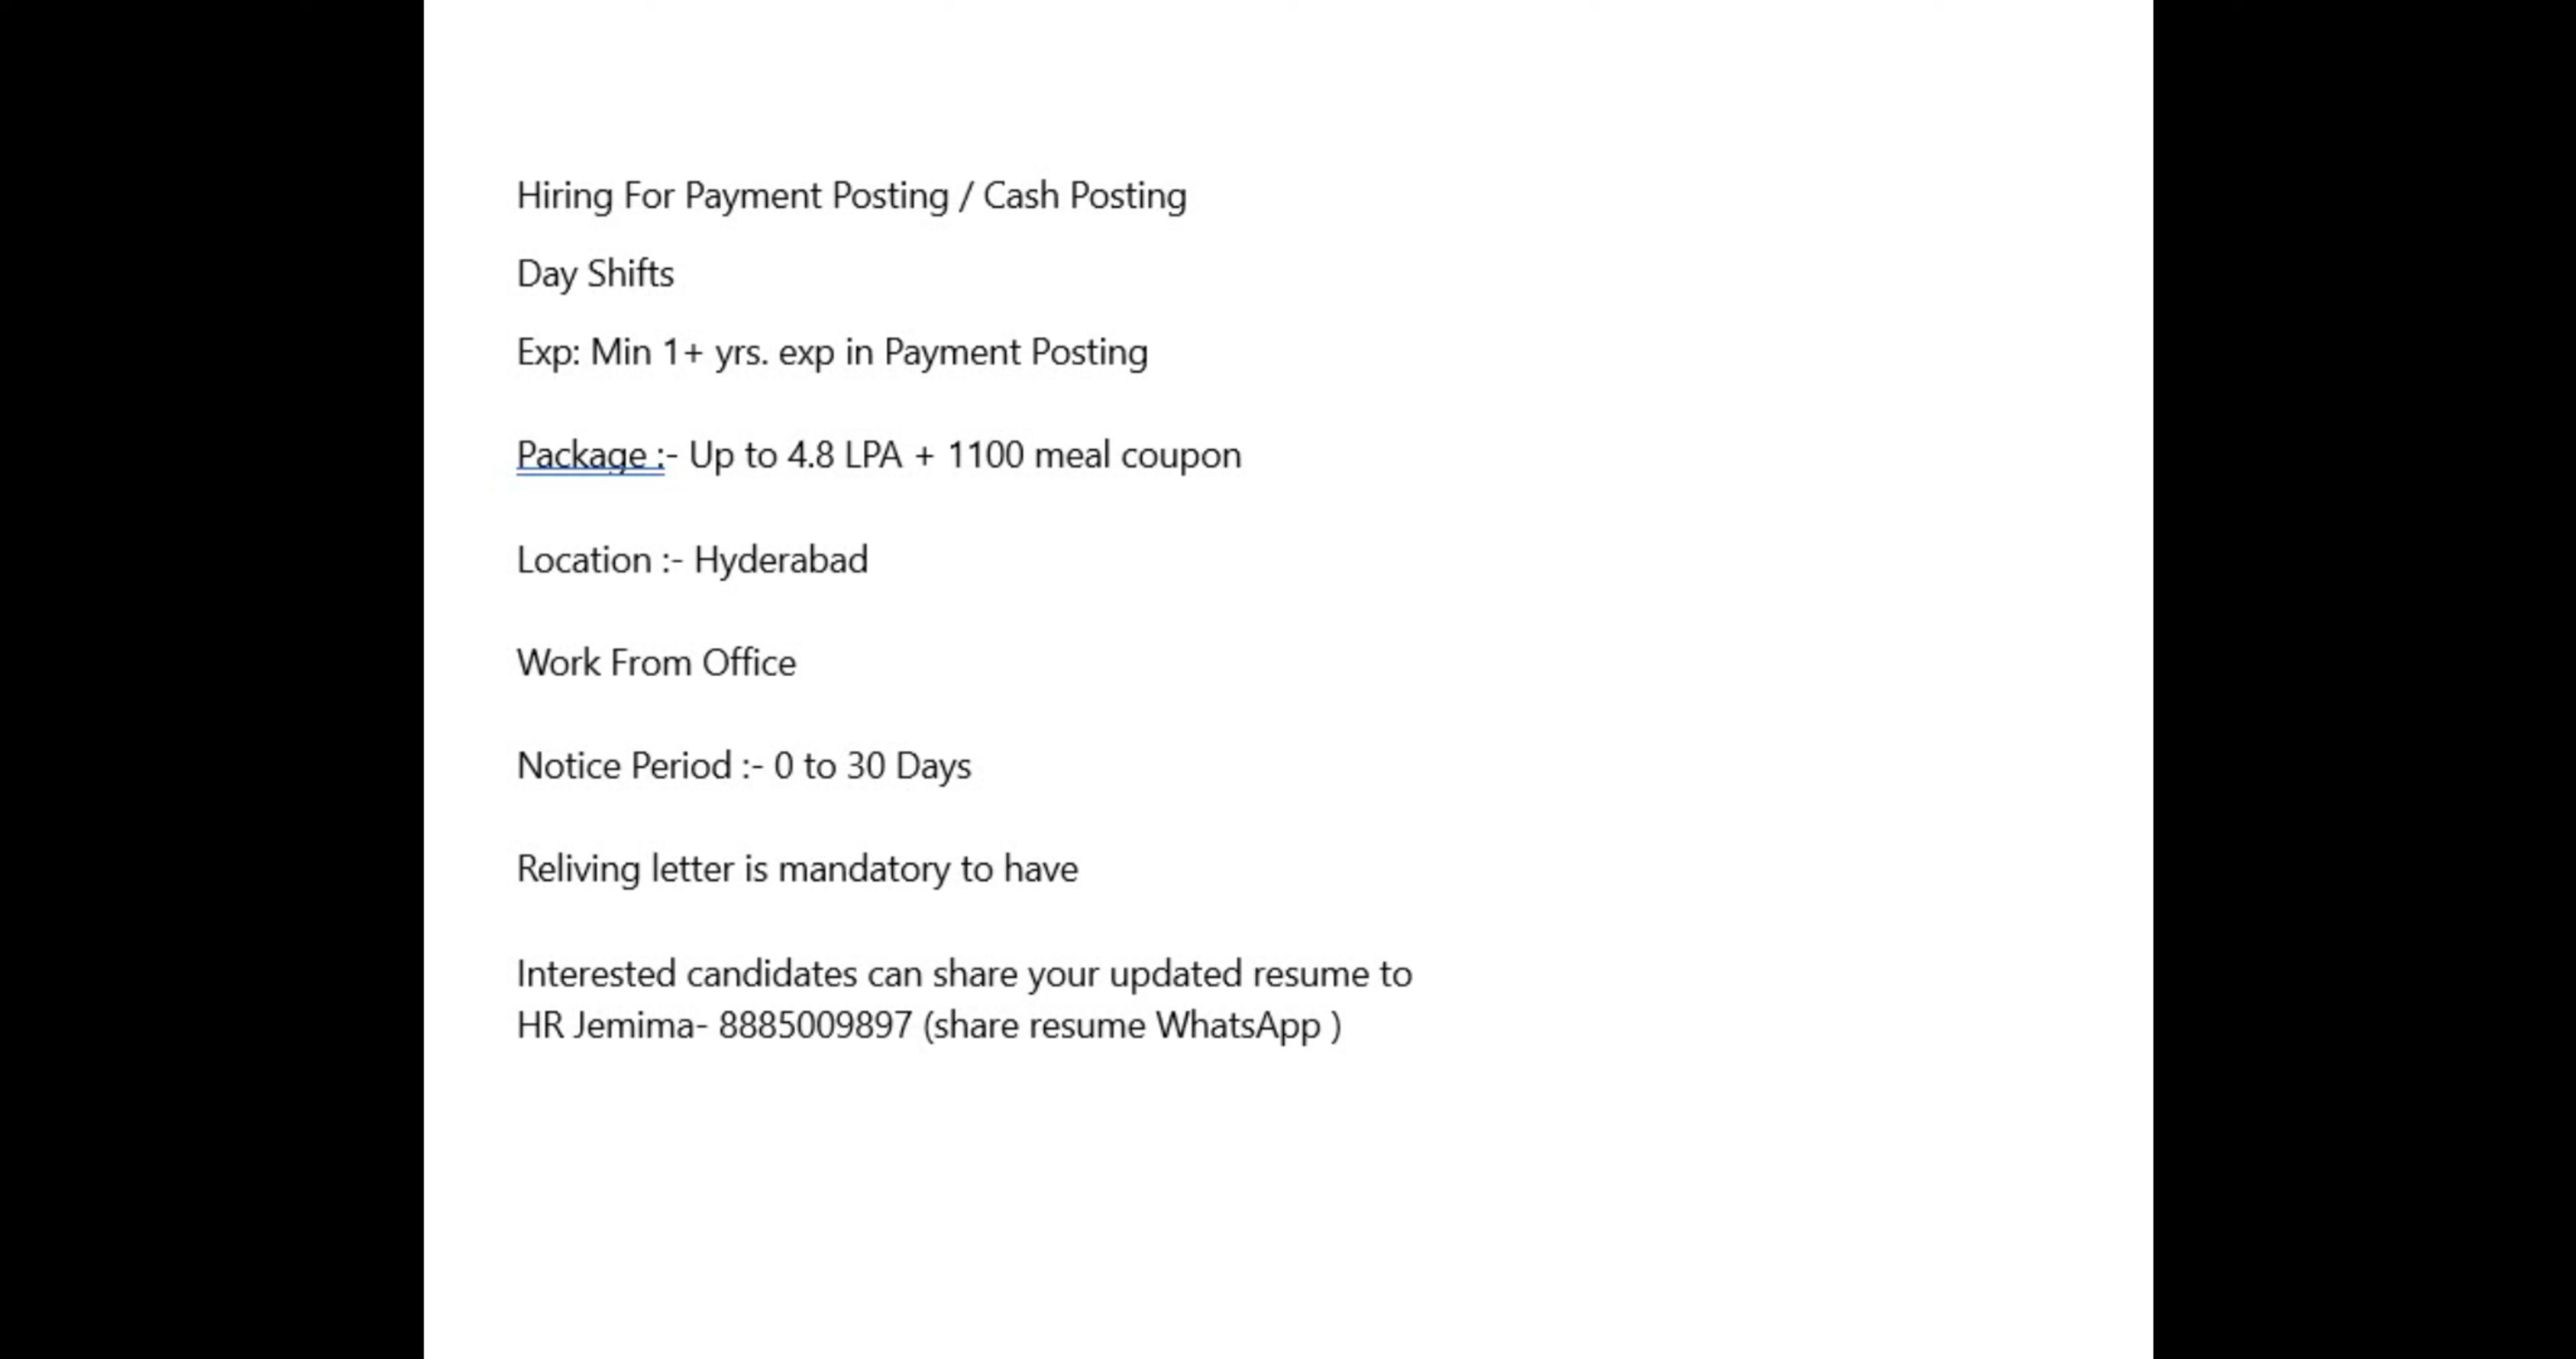 Hiring For Payment Posting / Cash Posting
Day Shifts
Exp: Min 1+ yrs. exp in Payment Posting
Package :- Up to 4.8 LPA + 1100 meal coupon
Location :- Hyderabad
Work From Office
Notice Period :- 0 to 30 Days
Reliving letter is mandatory to have
Interested candidates can share your updated resume to
HR Jemima- 8885009897 (share resume WhatsApp )